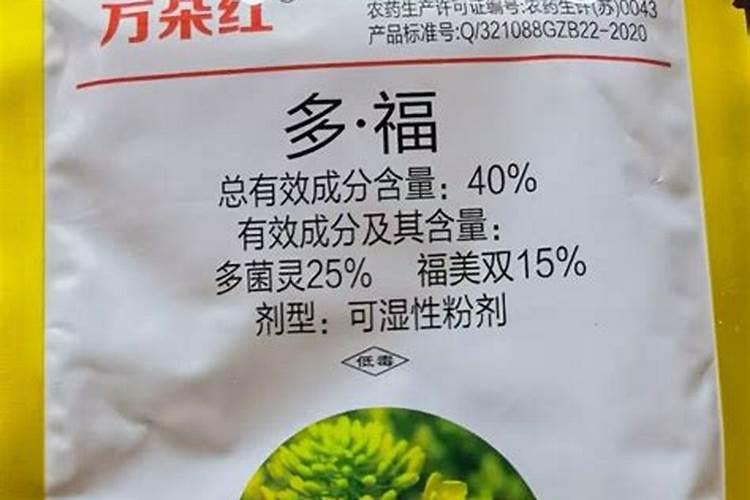 农药生产许可证编号:农药生许(苏)0043
万朵红®
产品标准号:Q/321088GZB22-2020
多·福
总有效成分含量：40%
有效成分及其含量：
多菌灵25% 福美双15%
剂型：可湿性粉剂
低毒